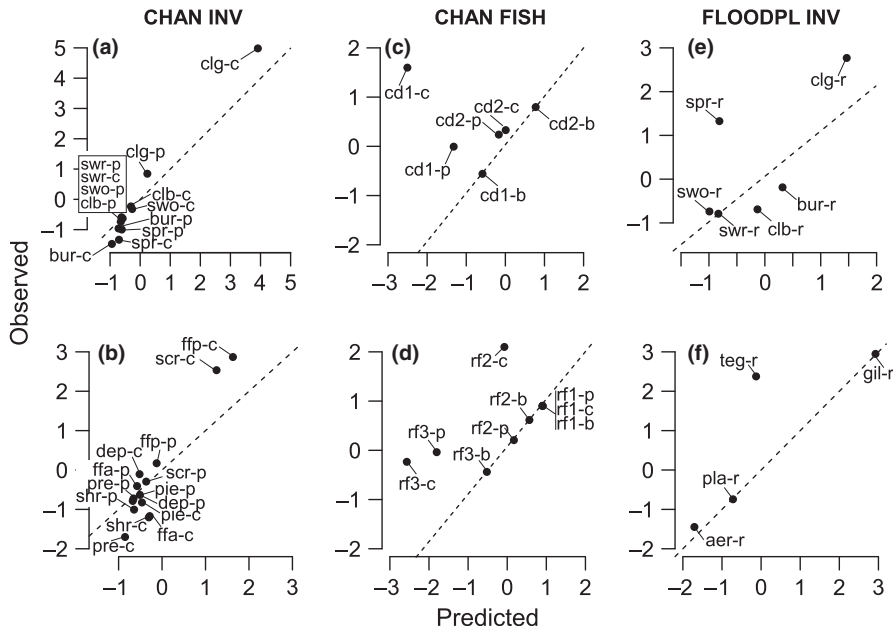 CHAN INV
CHAN FISH
FLOODPL INV
(a)
5
4
3
2
1
0
−1
clg-c
clg-p
swr-p
swr-c
swo-p
clb-p
clb-c
swo-c
bur-p
spr-p
spr-c
bur-c
−1 0 1 2 3 4 5
(c)
2
1
0
−1
−2
cd1-c
cd2-c
cd2-p
cd2-b
cd1-p
cd1-b
−3 −2 −1 0 1 2
(e)
3
2
1
0
−1
clg-r
spr-r
swo-r
bur-r
swr-r
clb-r
−1 0 1 2
Observed
(b)
3
2
1
0
−1
−2
ffp-c
scr-c
ffp-p
dep-c
ffa-p
scr-p
pre-p
pie-p
shr-p
dep-p
pie-c
shr-c
ffa-c
pre-c
−1 0 1 2 3
(d)
2
1
0
−1
−2
rf2-c
rf1-p
rf2-b
rf1-c
rf1-b
rf3-p
rf2-p
rf3-b
rf3-c
−3 −2 −1 0 1 2
(f)
3
2
1
0
−1
−2
teg-r
gil-r
pla-r
aer-r
−2 −1 0 1 2 3
Predicted